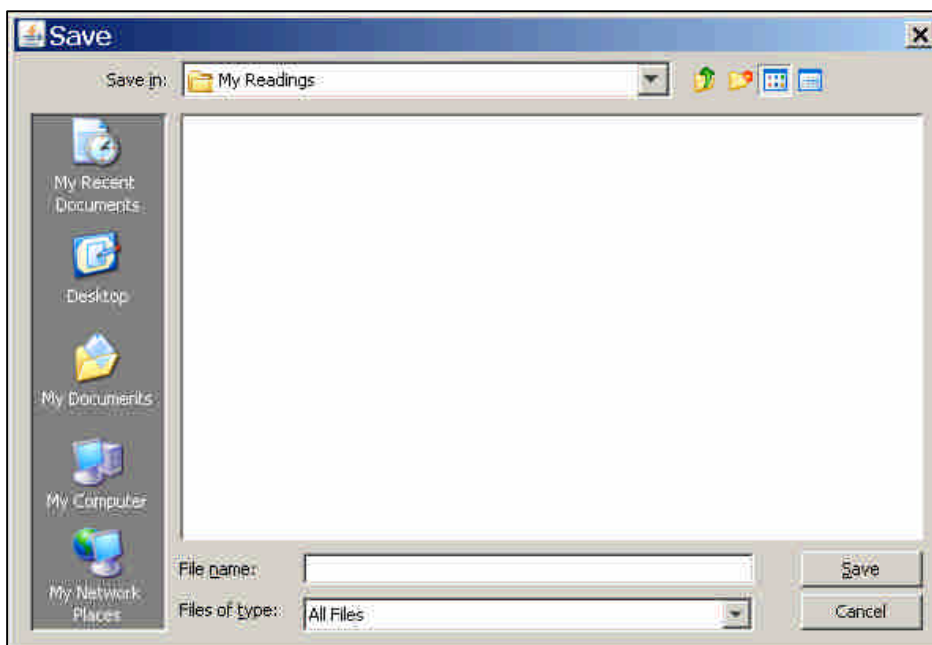 Save
Save in: My Readings
My Recent
Documents
Desktop
My Documents
My Computer
My Network
Places
File name:
Save
Files of type: All Files
Cancel